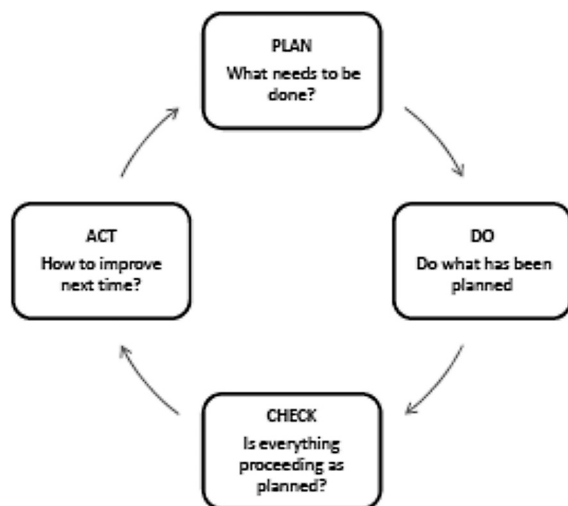 PLAN
What needs to be
done?
DO
Do what has been
planned
CHECK
Is everything
proceeding as
planned?
ACT
How to improve
next time?